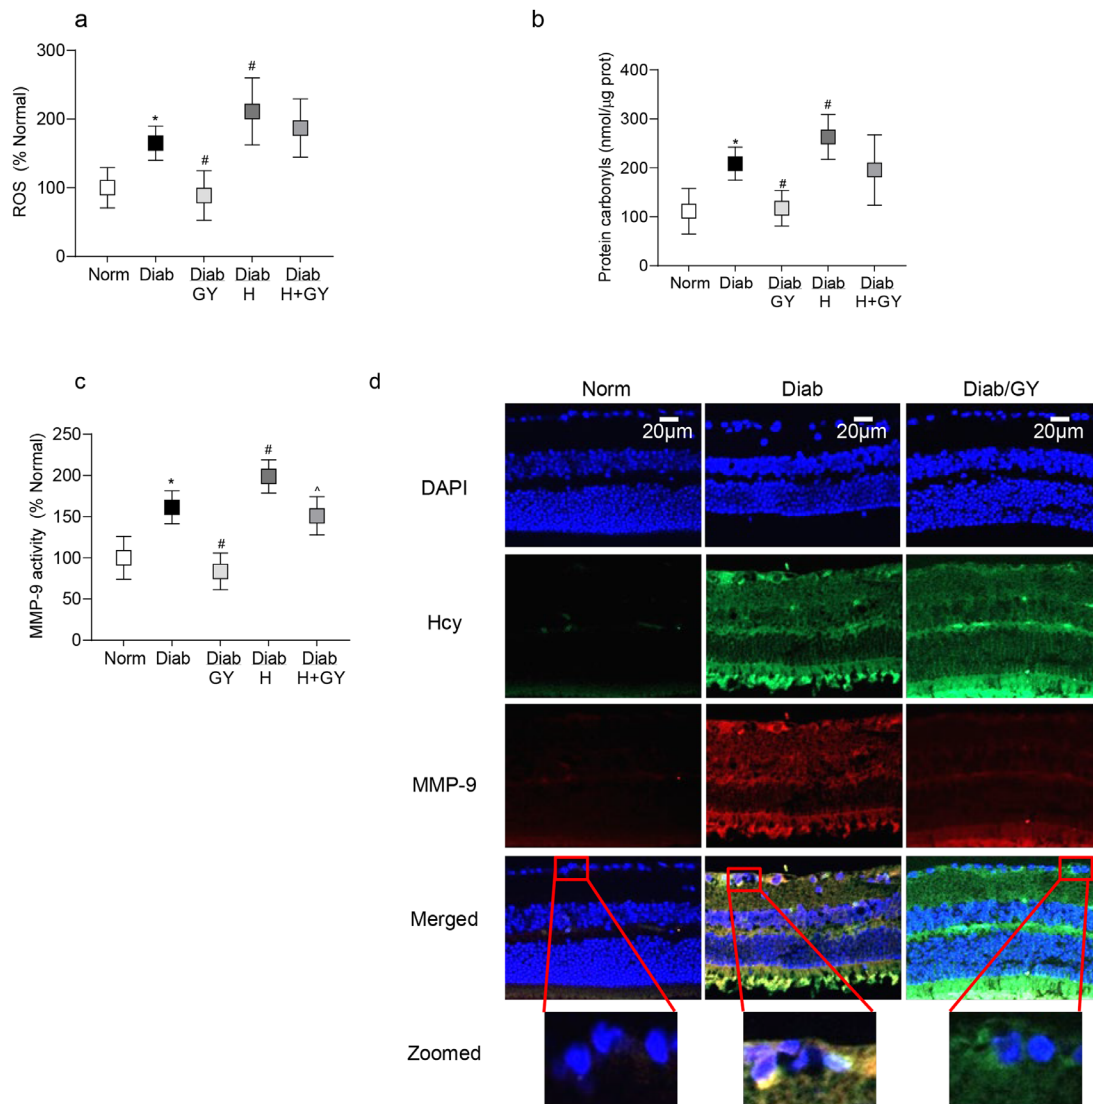 a
ROS (% Normal)
300
200
100
0
*
#
#
Norm
Diab
Diab
GY
Diab
H
Diab
H+GY
b
Protein carbonyls (nmol/µg prot)
400
300
200
100
0
*
#
#
Norm
Diab
Diab
GY
Diab
H
Diab
H+GY
c
MMP-9 activity (% Normal)
250
200
150
100
50
0
*
#
#
^
Norm
Diab
Diab
GY
Diab
H
Diab
H+GY
d
Norm Diab Diab/GY
20µm 20µm 20µm
DAPI
Hcy
MMP-9
Merged
Zoomed